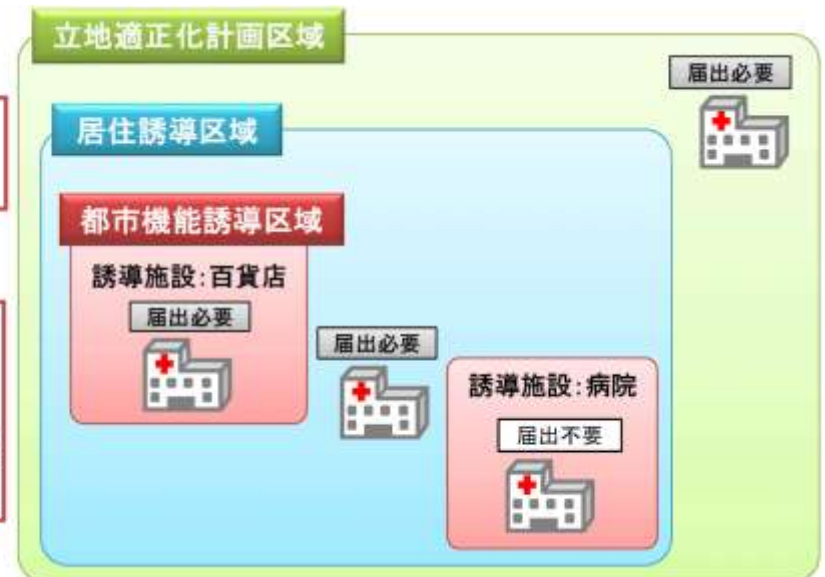 立地適正化計画区域
届出必要
居住誘導区域
都市機能誘導区域
誘導施設:百貨店
届出必要
届出必要
誘導施設:病院
届出不要